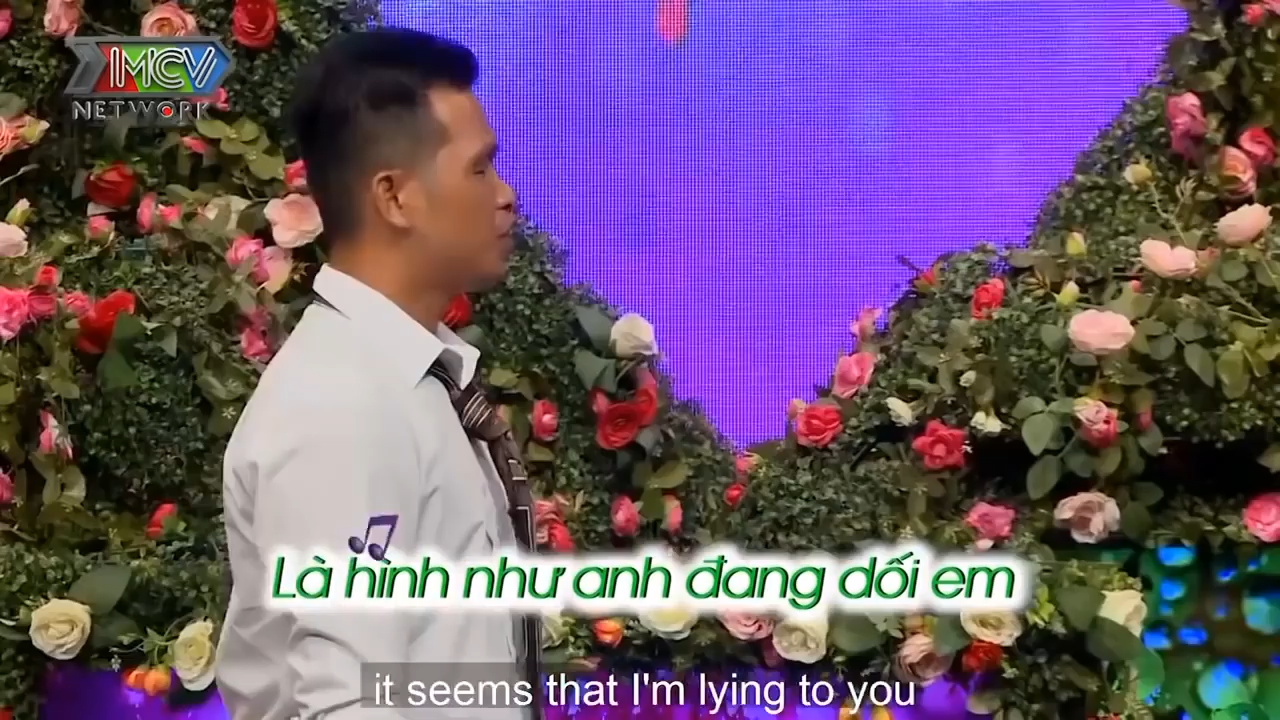 MCV
NETWORK
Là hình như anh đang dối em
it seems that I'm lying to you